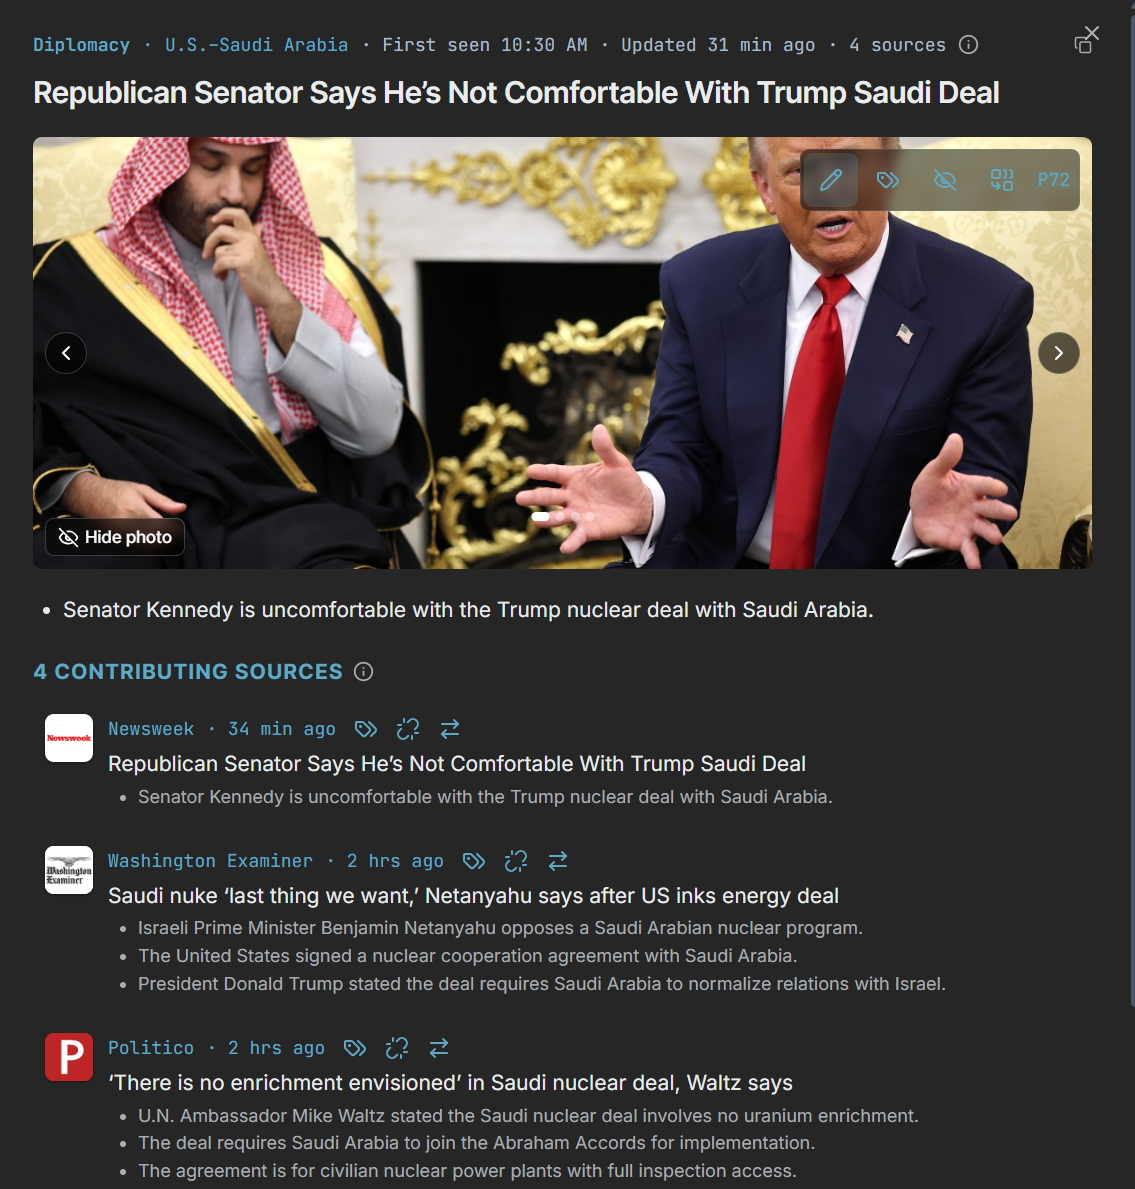 Diplomacy · U.S.–Saudi Arabia · First seen 10:30 AM · Updated 31 min ago · 4 sources
Republican Senator Says He’s Not Comfortable With Trump Saudi Deal
P72
Hide photo
• Senator Kennedy is uncomfortable with the Trump nuclear deal with Saudi Arabia.
4 CONTRIBUTING SOURCES
Newsweek
Newsweek · 34 min ago
Republican Senator Says He’s Not Comfortable With Trump Saudi Deal
• Senator Kennedy is uncomfortable with the Trump nuclear deal with Saudi Arabia.
Washington
Examiner
Washington Examiner · 2 hrs ago
Saudi nuke ‘last thing we want,’ Netanyahu says after US inks energy deal
• Israeli Prime Minister Benjamin Netanyahu opposes a Saudi Arabian nuclear program.
• The United States signed a nuclear cooperation agreement with Saudi Arabia.
• President Donald Trump stated the deal requires Saudi Arabia to normalize relations with Israel.
P
Politico · 2 hrs ago
‘There is no enrichment envisioned’ in Saudi nuclear deal, Waltz says
• U.N. Ambassador Mike Waltz stated the Saudi nuclear deal involves no uranium enrichment.
• The deal requires Saudi Arabia to join the Abraham Accords for implementation.
• The agreement is for civilian nuclear power plants with full inspection access.